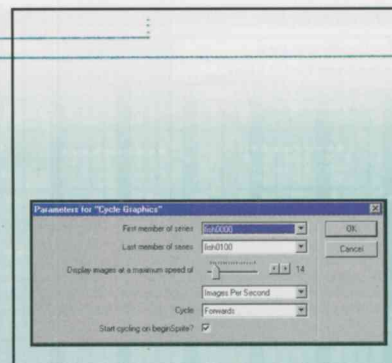 Parameters for "Cycle Graphics"
First member of series fish0000 OK
Last member of series fish0100 Cancel
Display images at a maximum speed of 14
Images Per Second
Cycle Forwards
Start cycling on beginSprite?